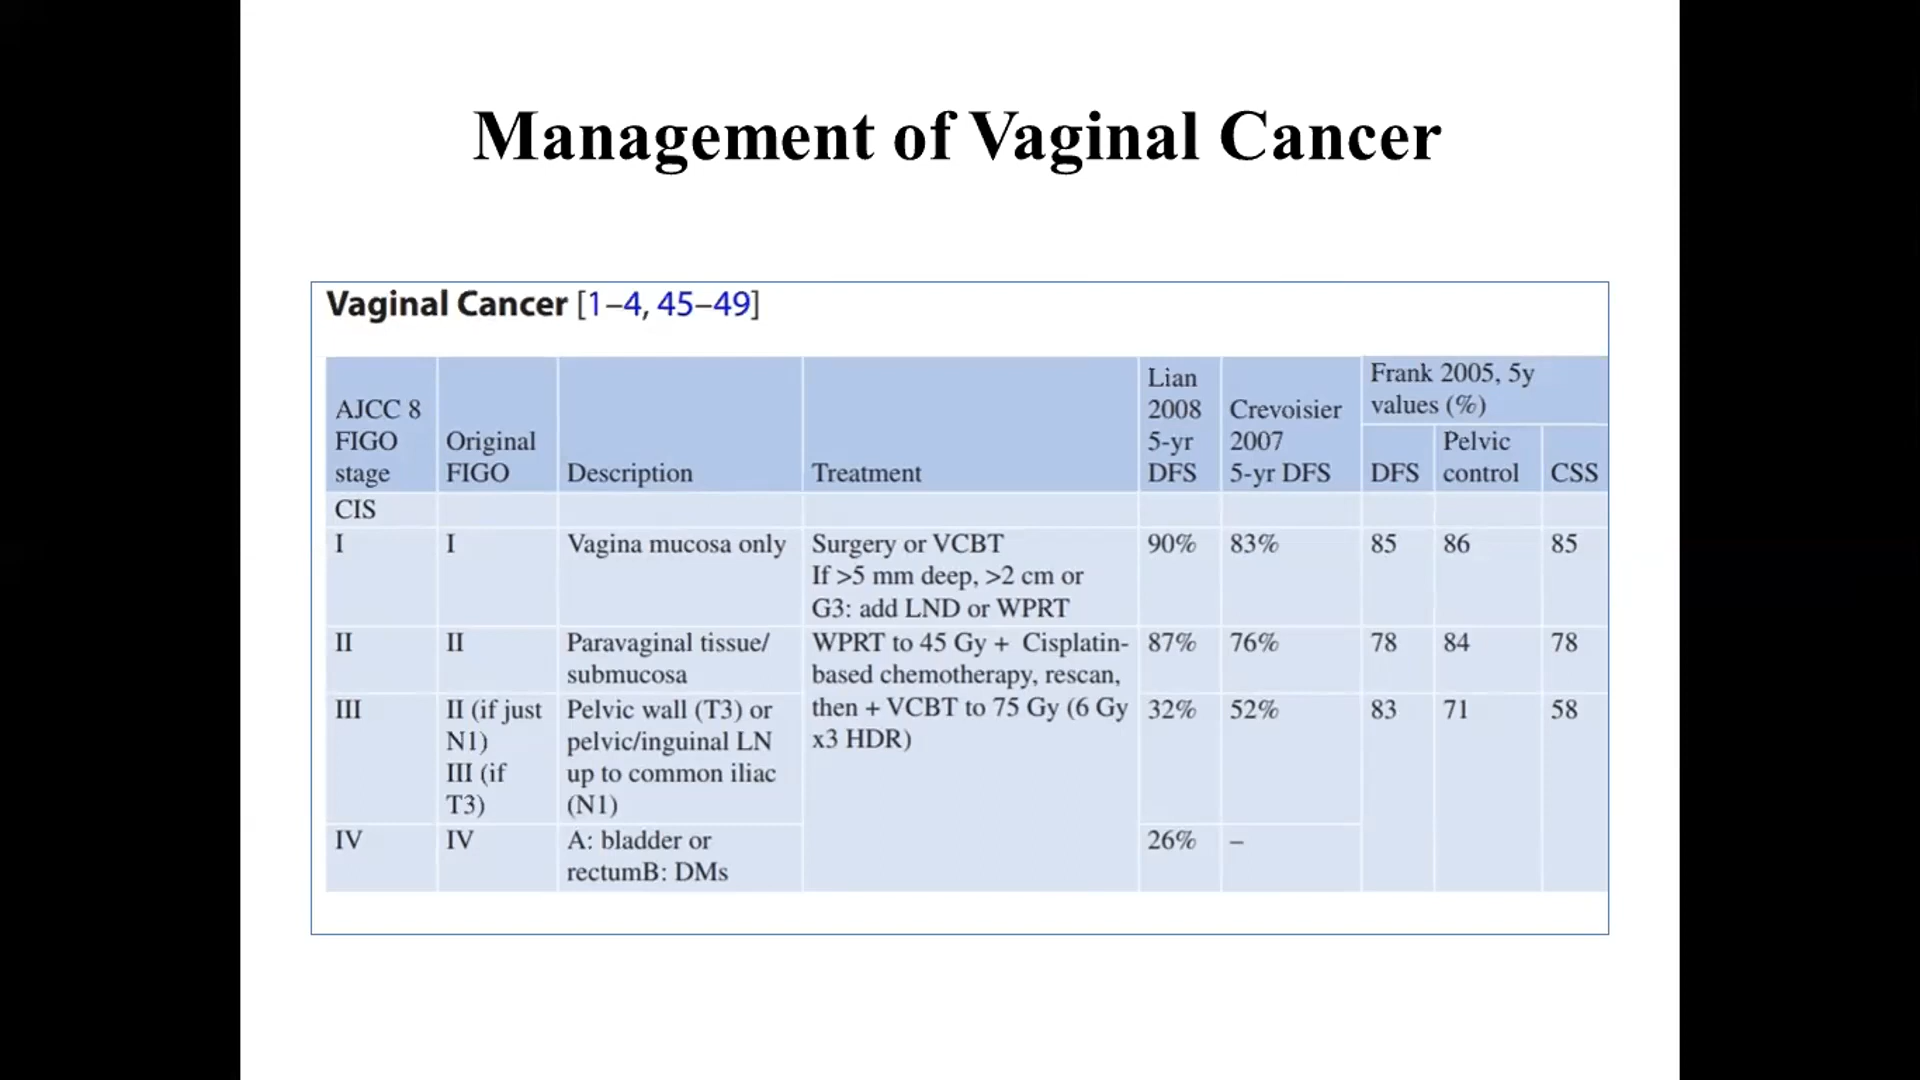 Management of Vaginal Cancer
Vaginal Cancer [1–4, 45–49]
AJCC 8 FIGO stage
Original FIGO
Description
Treatment
Lian 2008 5-yr DFS
Crevoisier 2007 5-yr DFS
Frank 2005, 5y values (%)
DFS
Pelvic control
CSS
CIS
I
I
Vagina mucosa only
Surgery or VCBT
If >5 mm deep, >2 cm or
G3: add LND or WPRT
90%
83%
85
86
85
II
II
Paravaginal tissue/
submucosa
WPRT to 45 Gy + Cisplatin-
based chemotherapy, rescan,
then + VCBT to 75 Gy (6 Gy
x3 HDR)
87%
76%
78
84
78
III
II (if just
N1)
III (if
T3)
Pelvic wall (T3) or
pelvic/inguinal LN
up to common iliac
(N1)
32%
52%
83
71
58
IV
IV
A: bladder or
rectumB: DMs
26%
–